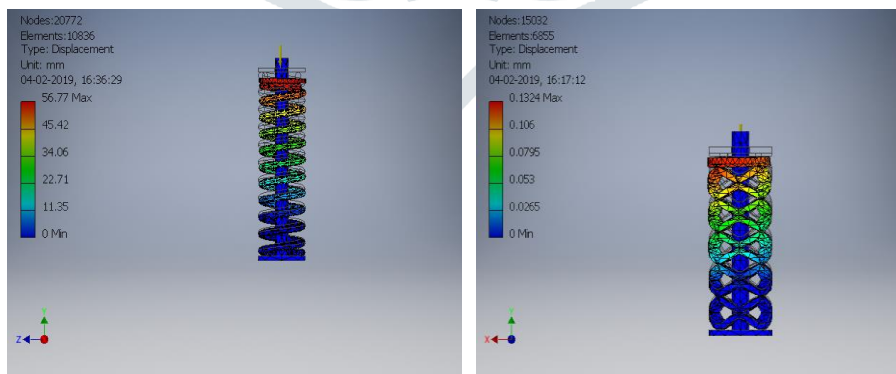 Nodes:20772
Elements:10836
Type: Displacement
Unit: mm
04-02-2019, 16:36:29
56.77 Max
45.42
34.06
22.71
11.35
0 Min
Y
Z
Nodes:15032
Elements:6855
Type: Displacement
Unit: mm
04-02-2019, 16:17:12
0.1324 Max
0.106
0.0795
0.053
0.0265
0 Min
Y
X